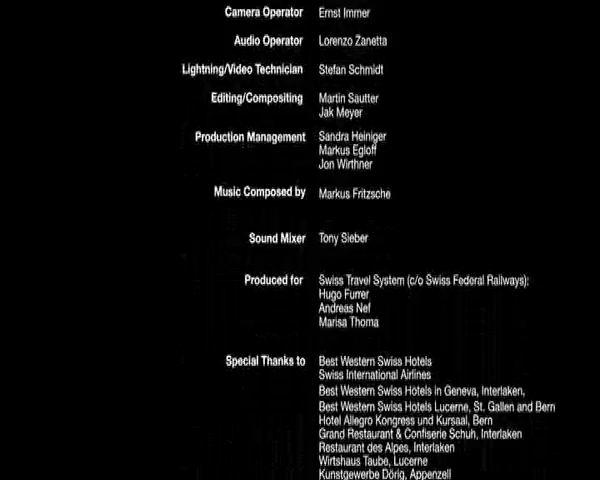 Camera Operator Ernst Immer
Audio Operator Lorenzo Zanetta
Lightning/Video Technician Stefan Schmidt
Editing/Compositing Martin Sautter
Jak Meyer
Production Management Sandra Heiniger
Markus Egloff
Jon Wirthner
Music Composed by Markus Fritzsche
Sound Mixer Tony Sieber
Produced for Swiss Travel System (c/o Swiss Federal Railways):
Hugo Furrer
Andreas Nef
Marisa Thoma
Special Thanks to Best Western Swiss Hotels
Swiss International Airlines
Best Western Swiss Hotels in Geneva, Interlaken,
Best Western Swiss Hotels Lucerne, St. Gallen and Bern
Hotel Allegro Kongress und Kursaal, Bern
Grand Restaurant & Confiserie Schuh, Interlaken
Restaurant des Alpes, Interlaken
Wirtshaus Taube, Lucerne
Kunstgewerbe Dörig, Appenzell